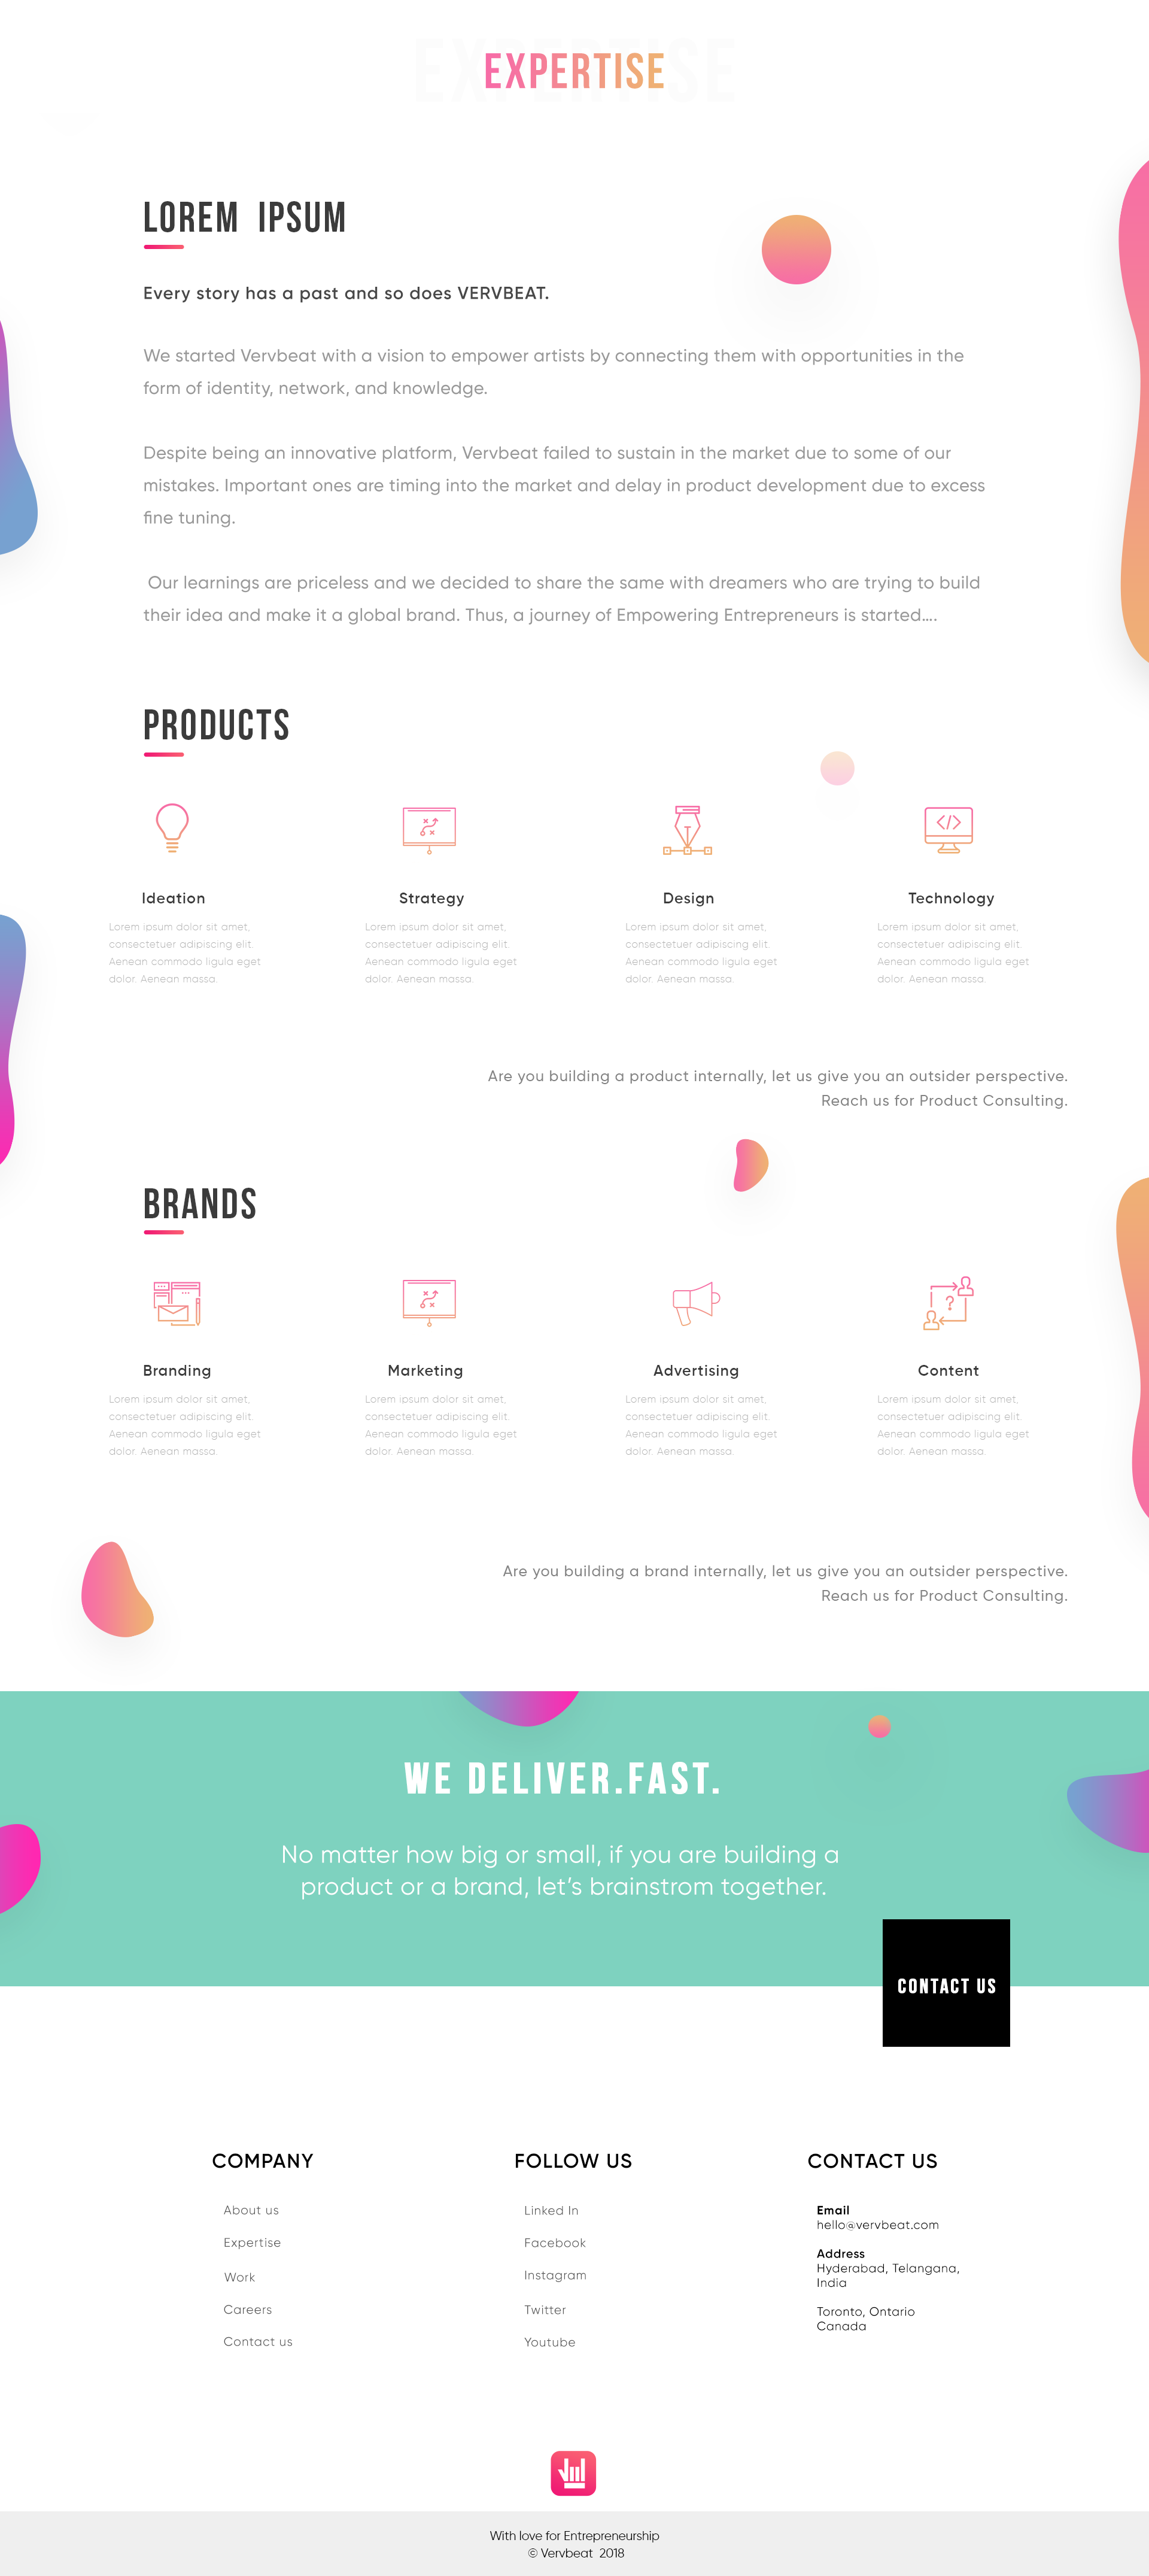 EXPERTISE
EXPERTISE
LOREM IPSUM
Every story has a past and so does VERVBEAT.
We started Vervbeat with a vision to empower artists by connecting them with opportunities in the
form of identity, network, and knowledge.
Despite being an innovative platform, Vervbeat failed to sustain in the market due to some of our
mistakes. Important ones are timing into the market and delay in product development due to excess
fine tuning.
Our learnings are priceless and we decided to share the same with dreamers who are trying to build
their idea and make it a global brand. Thus, a journey of Empowering Entrepreneurs is started....
PRODUCTS
Ideation
Lorem ipsum dolor sit amet,
consectetuer adipiscing elit.
Aenean commodo ligula eget
dolor. Aenean massa.
Strategy
Lorem ipsum dolor sit amet,
consectetuer adipiscing elit.
Aenean commodo ligula eget
dolor. Aenean massa.
Design
Lorem ipsum dolor sit amet,
consectetuer adipiscing elit.
Aenean commodo ligula eget
dolor. Aenean massa.
Technology
Lorem ipsum dolor sit amet,
consectetuer adipiscing elit.
Aenean commodo ligula eget
dolor. Aenean massa.
Are you building a product internally, let us give you an outsider perspective.
Reach us for Product Consulting.
BRANDS
Branding
Lorem ipsum dolor sit amet,
consectetuer adipiscing elit.
Aenean commodo ligula eget
dolor. Aenean massa.
Marketing
Lorem ipsum dolor sit amet,
consectetuer adipiscing elit.
Aenean commodo ligula eget
dolor. Aenean massa.
Advertising
Lorem ipsum dolor sit amet,
consectetuer adipiscing elit.
Aenean commodo ligula eget
dolor. Aenean massa.
Content
Lorem ipsum dolor sit amet,
consectetuer adipiscing elit.
Aenean commodo ligula eget
dolor. Aenean massa.
Are you building a brand internally, let us give you an outsider perspective.
Reach us for Product Consulting.
WE DELIVER.FAST.
No matter how big or small, if you are building a
product or a brand, let's brainstrom together.
CONTACT US
COMPANY
About us
Expertise
Work
Careers
Contact us
FOLLOW US
Linked In
Facebook
Instagram
Twitter
Youtube
CONTACT US
Email
hello@vervbeat.com
Address
Hyderabad, Telangana,
India
Toronto, Ontario
Canada
With love for Entrepreneurship
© Vervbeat 2018